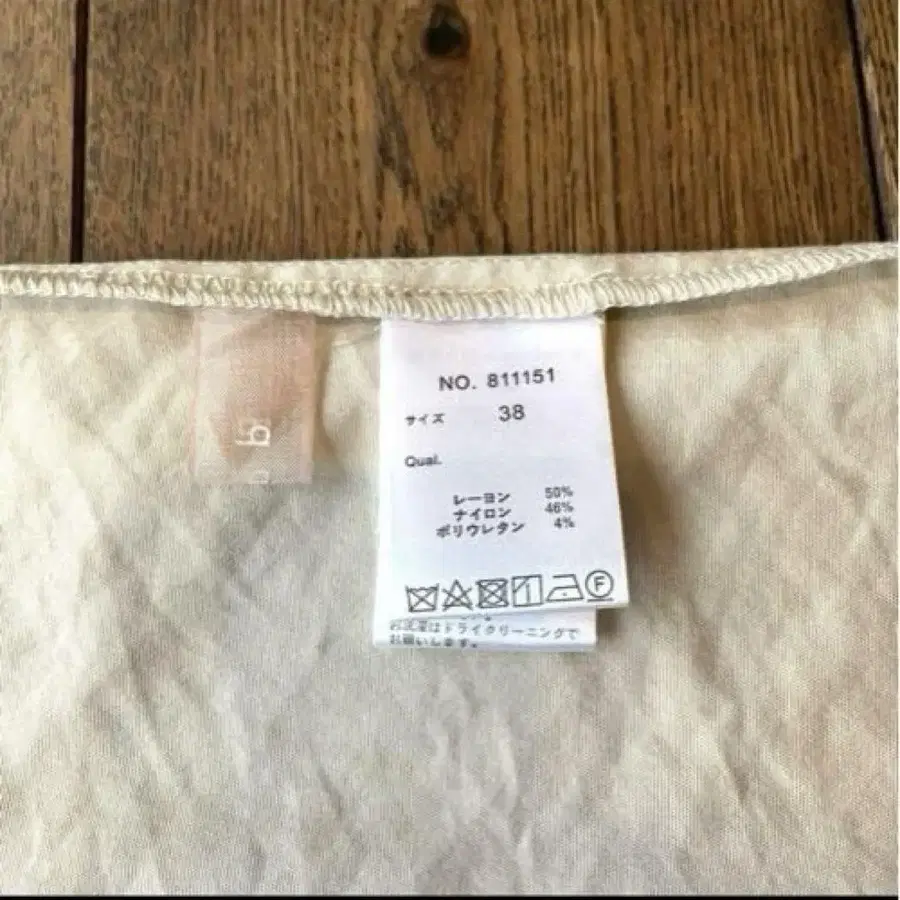 NO. 811151
サイズ 38
Qual.
レーヨン 50%
ナイロン 46%
ポリウレタン 4%
F
お洗濯はドライクリーニングで
お願いします。
b